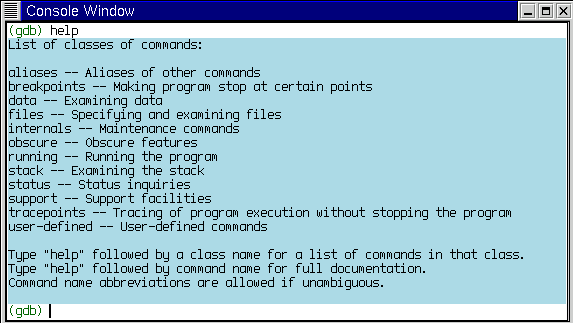 Console Window
(gdb) help
List of classes of commands:
aliases -- Aliases of other commands
breakpoints -- Making program stop at certain points
data -- Examining data
files -- Specifying and examining files
internals -- Maintenance commands
obscure -- Obscure features
running -- Running the program
stack -- Examining the stack
status -- Status inquiries
support -- Support facilities
tracepoints -- Tracing of program execution without stopping the program
user-defined -- User-defined commands
Type "help" followed by a class name for a list of commands in that class.
Type "help" followed by command name for full documentation.
Command name abbreviations are allowed if unambiguous.
(gdb)